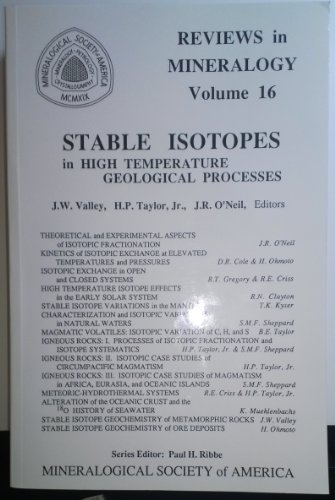 MINERALOGICAL SOCIETY OF AMERICA
MINERALOGY · PETROLOGY
CRYSTALLOGRAPHY
MCMXIX
REVIEWS in
MINERALOGY
Volume 16
STABLE ISOTOPES
in HIGH TEMPERATURE
GEOLOGICAL PROCESSES
J.W. Valley, H.P. Taylor, Jr., J.R. O'Neil, Editors
THEORETICAL and EXPERIMENTAL ASPECTS
of ISOTOPIC FRACTIONATION J.R. O'Neil
KINETICS of ISOTOPIC EXCHANGE at ELEVATED
TEMPERATURES and PRESSURES D.R. Cole & H. Ohmoto
ISOTOPIC EXCHANGE in OPEN
and CLOSED SYSTEMS R.T. Gregory & R.E. Criss
HIGH TEMPERATURE ISOTOPE EFFECTS
in the EARLY SOLAR SYSTEM R.N. Clayton
STABLE ISOTOPE VARIATIONS in the MANTLE T.K. Kyser
CHARACTERIZATION and ISOTOPIC
in NATURAL WATERS S.M.F. Sheppard
MAGMATIC VOLATILES: ISOTOPIC VARIATION of C, H, and S B.E. Taylor
IGNEOUS ROCKS: I. PROCESSES of ISOTOPIC FRACTIONATION and
ISOTOPE SYSTEMATICS H.P. Taylor, Jr. & S.M.F. Sheppard
IGNEOUS ROCKS: II. ISOTOPIC CASE STUDIES of
CIRCUMPACIFIC MAGMATISM H.P. Taylor, Jr.
IGNEOUS ROCKS: III. ISOTOPIC CASE STUDIES of MAGMATISM
in AFRICA, EURASIA, and OCEANIC ISLANDS S.M.F. Sheppard
METEORIC-HYDROTHERMAL SYSTEMS R.E. Criss & H.P. Taylor, Jr.
ALTERATION of the OCEANIC CRUST and the
18O HISTORY of SEAWATER K. Muehlenbachs
STABLE ISOTOPE GEOCHEMISTRY of METAMORPHIC ROCKS J.W. Valley
STABLE ISOTOPE GEOCHEMISTRY of ORE DEPOSITS H. Ohmoto
Series Editor: Paul H. Ribbe
MINERALOGICAL SOCIETY of AMERICA